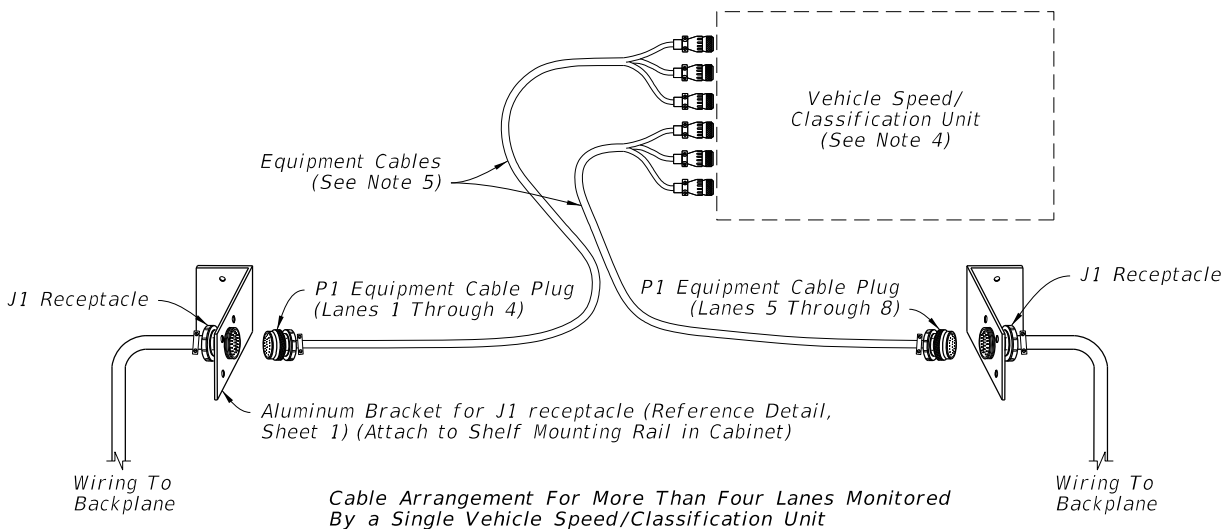 Vehicle Speed/
Classification Unit
(See Note 4)
Equipment Cables
(See Note 5)
J1 Receptacle
P1 Equipment Cable Plug
(Lanes 1 Through 4)
P1 Equipment Cable Plug
(Lanes 5 Through 8)
J1 Receptacle
Aluminum Bracket for J1 receptacle (Reference Detail,
Sheet 1) (Attach to Shelf Mounting Rail in Cabinet)
Wiring To
Backplane
Wiring To
Backplane
Cable Arrangement For More Than Four Lanes Monitored
By a Single Vehicle Speed/Classification Unit